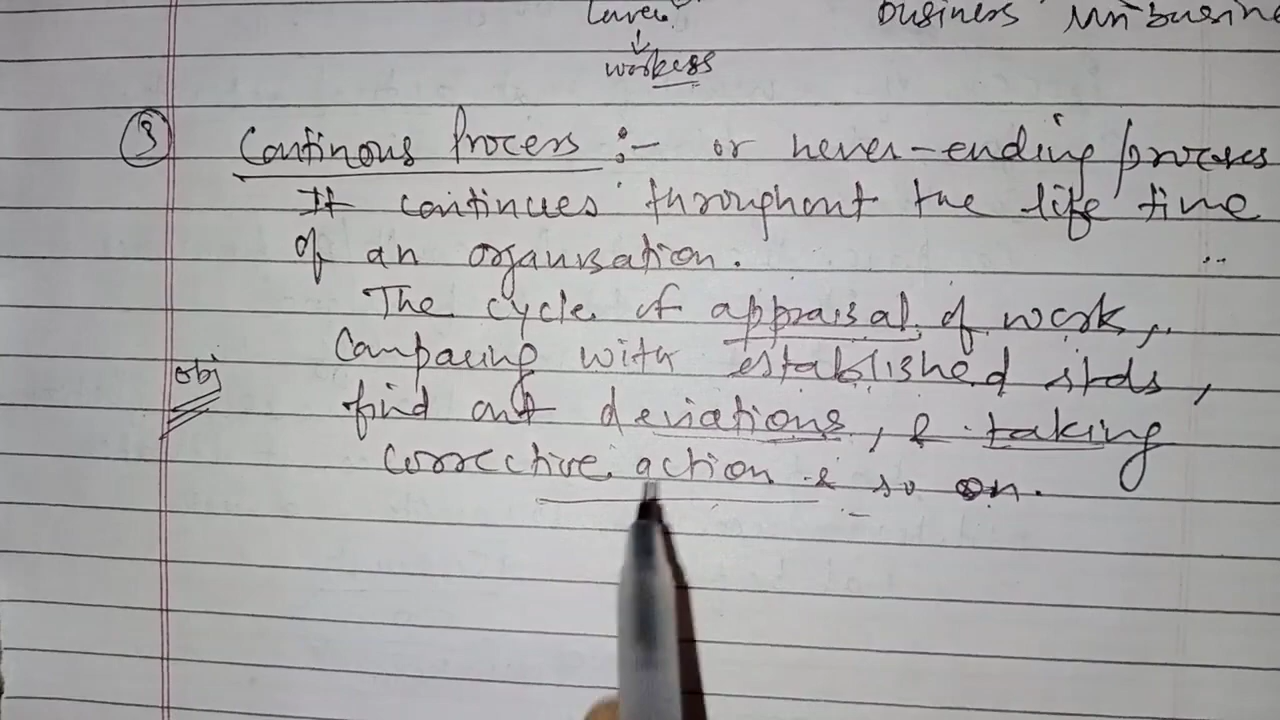 Level
business Un business
↓
workers
③ Continous Process :- or never-ending process
It continues throughout the life time
of an organisation.
The cycle of appraisal of work,
Comparing with established stds,
obj
find out deviations, & taking
corrective action & so on.